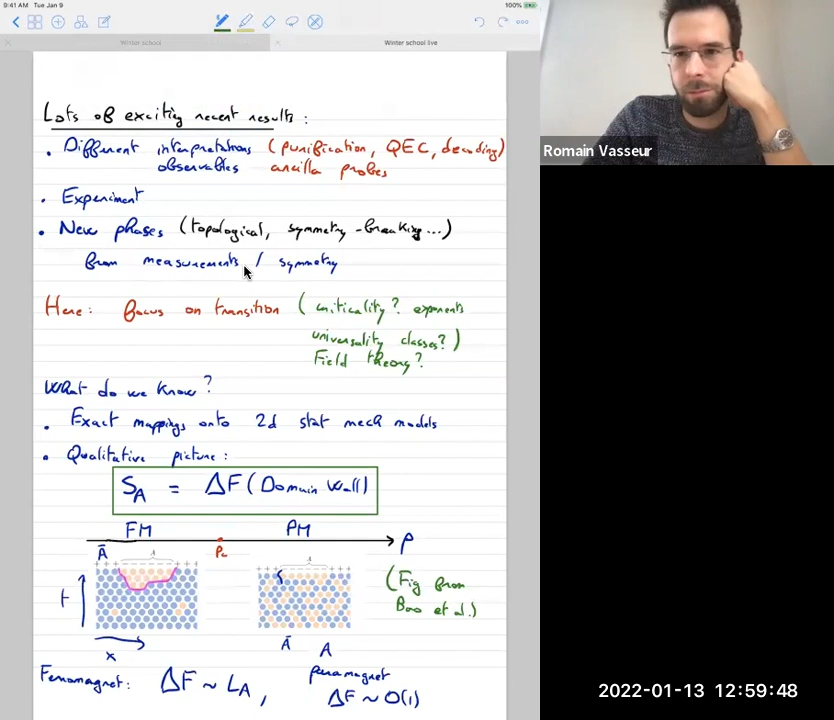 9:41 AM Tue Jan 9
100%
Winter school
Winter school live
Lots of exciting recent results :
• Different interpretations (purification, QEC, decoding)
observables ancilla probes
• Experiment
• New phases (topological, symmetry-breaking...)
from measurements / symmetry
Here: focus on transition (criticality? exponents
universality classes?)
Field theory?
What do we know?
• Exact mappings onto 2d stat mech models
• Qualitative picture:
S_A = ΔF (Domain Wall)
FM PM
Ā Pc p
A A
t
(Fig from
Bao et al.)
x
Ā A
Ferromagnet: ΔF ~ L_A, paramagnet
ΔF ~ O(1)
Romain Vasseur
2022-01-13 12:59:48